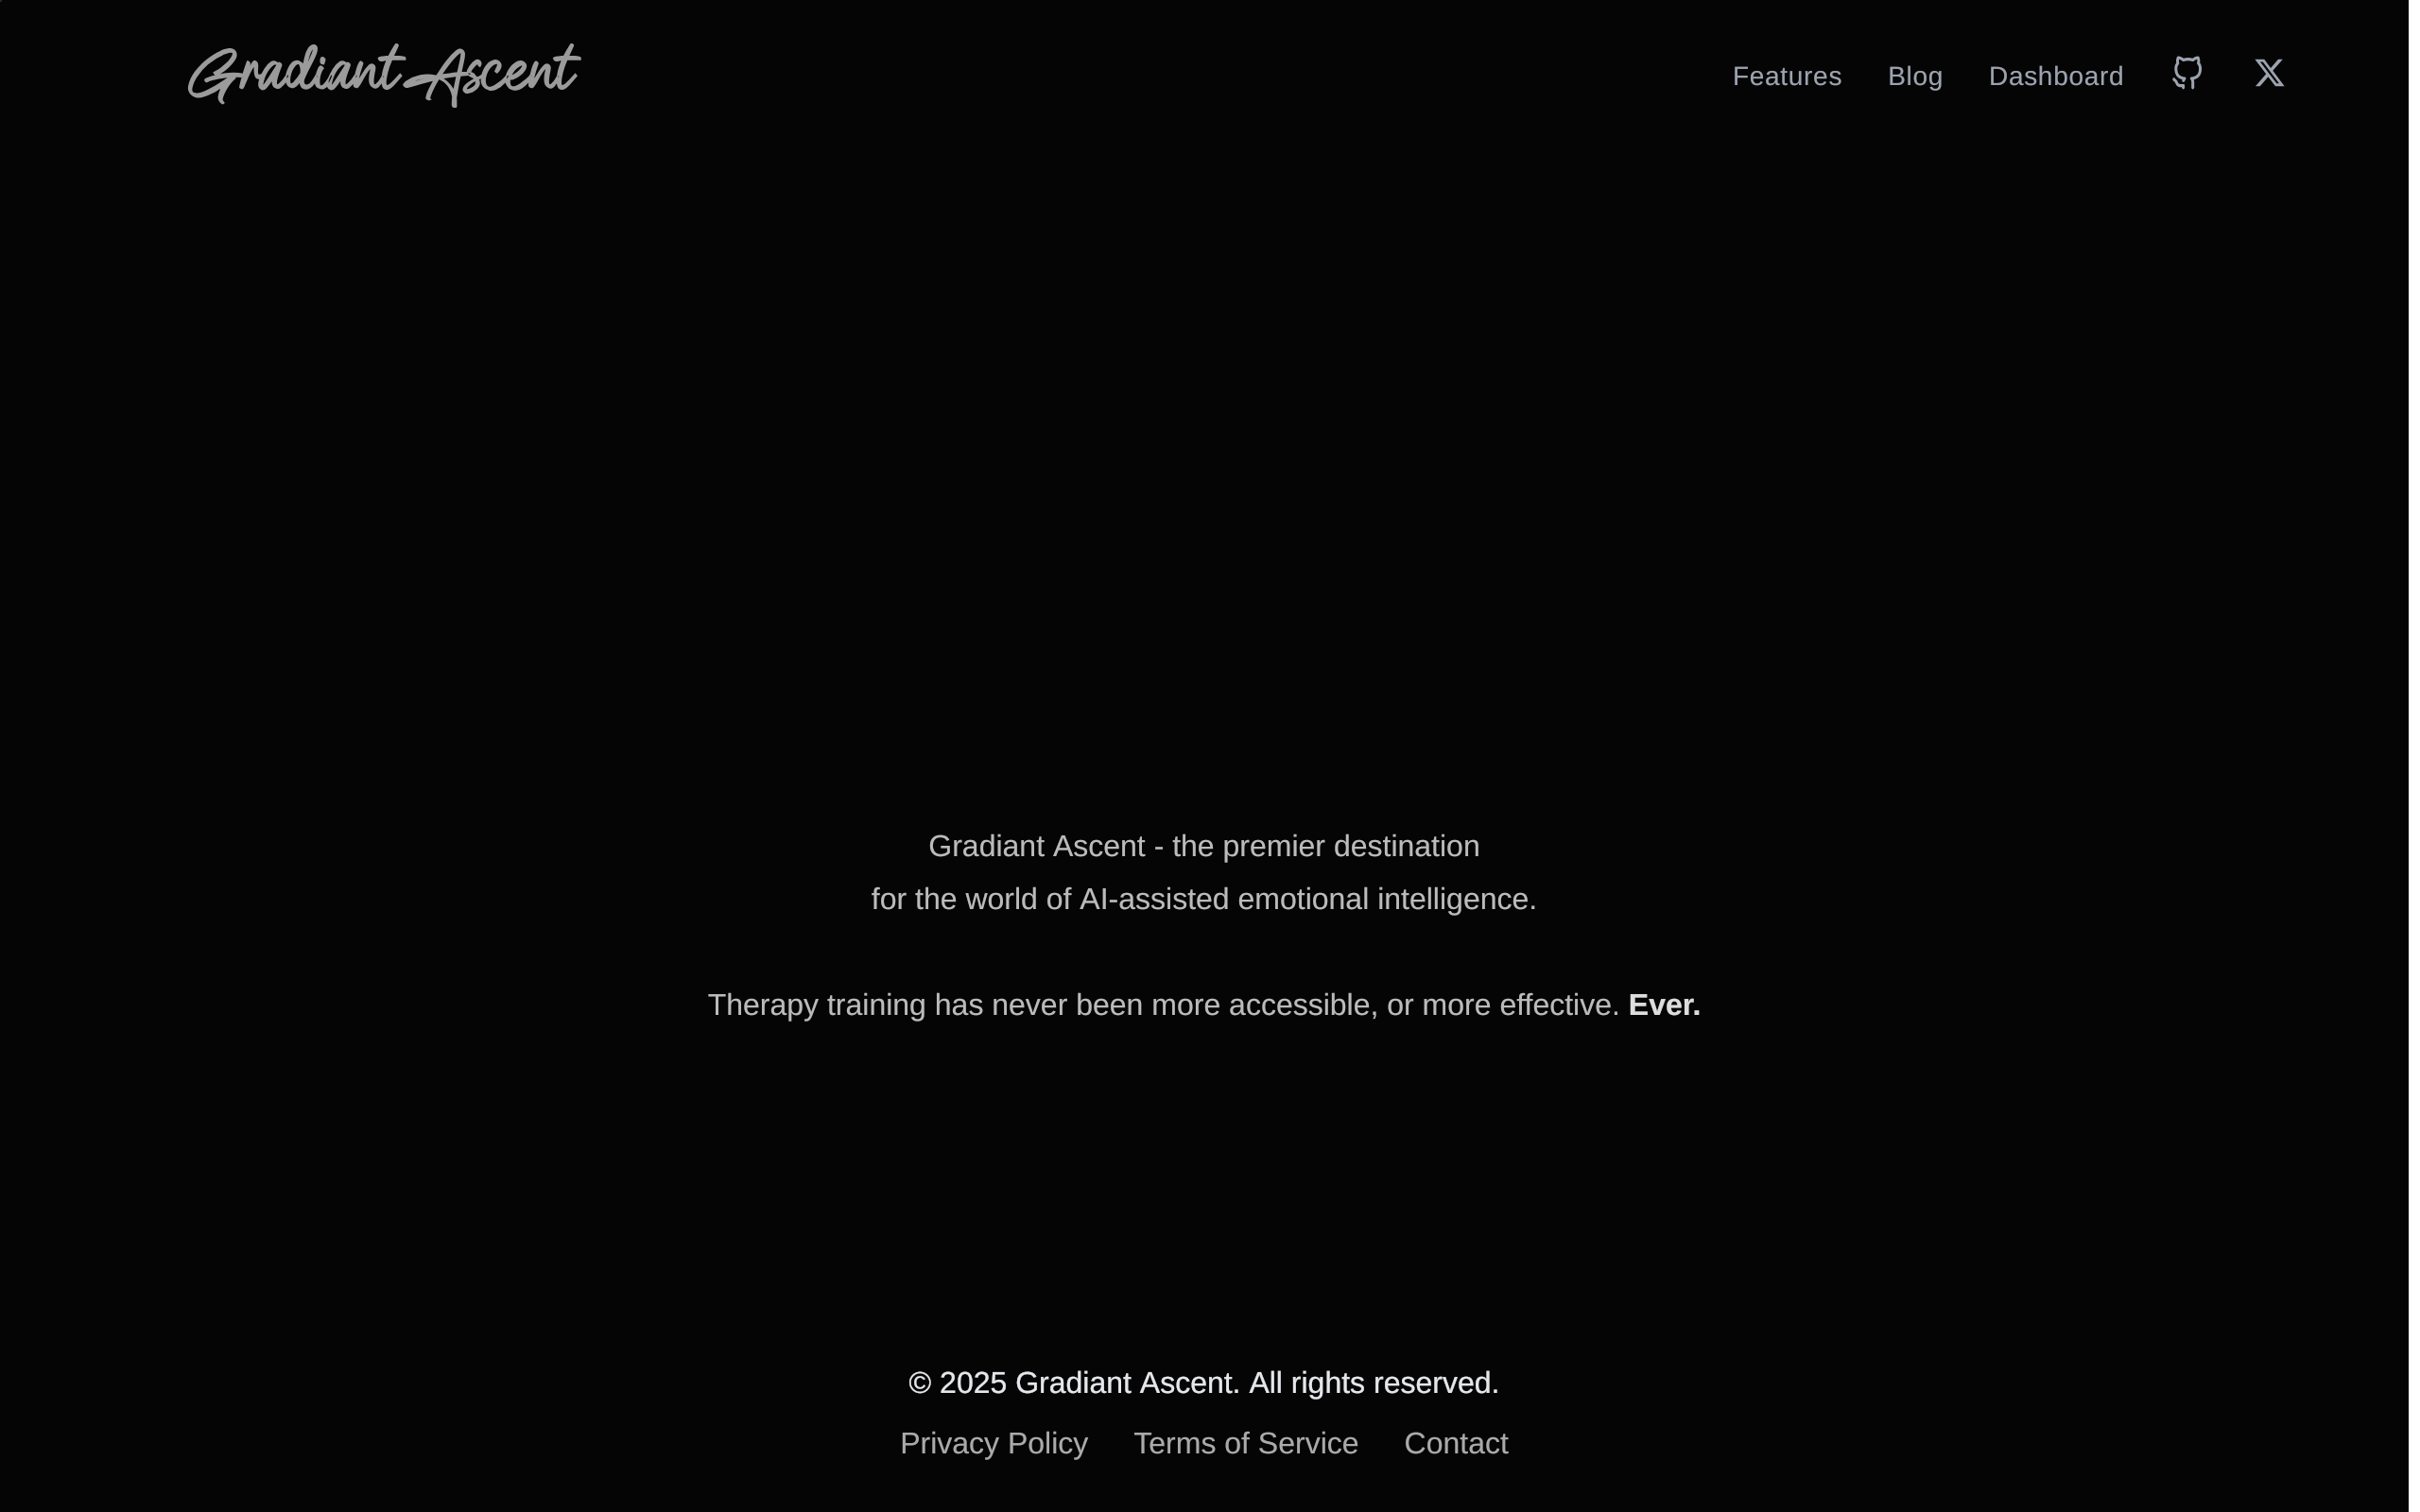 Gradiant Ascent
Features Blog Dashboard
Gradiant Ascent - the premier destination
for the world of AI-assisted emotional intelligence.
Therapy training has never been more accessible, or more effective. Ever.
© 2025 Gradiant Ascent. All rights reserved.
Privacy Policy Terms of Service Contact